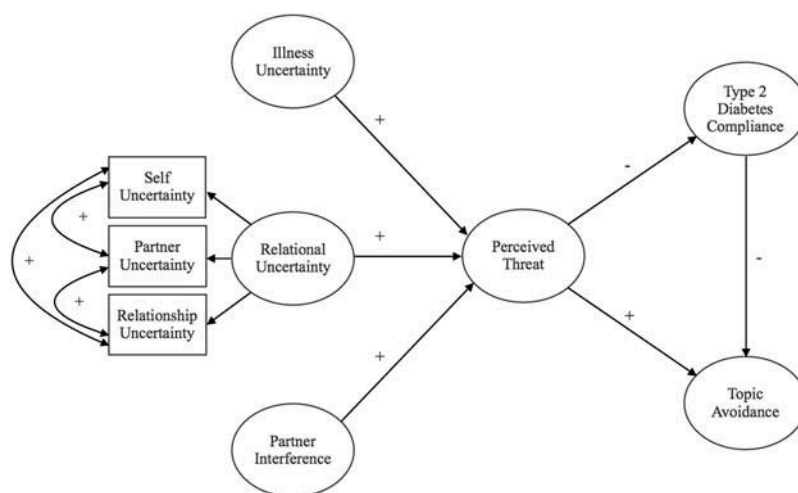 Illness
Uncertainty
+
Type 2
Diabetes
Compliance
-
Self
Uncertainty
+
Partner
Uncertainty
+
+
Relationship
Uncertainty
Relational
Uncertainty
+
Perceived
Threat
-
+
+
Partner
Interference
Topic
Avoidance